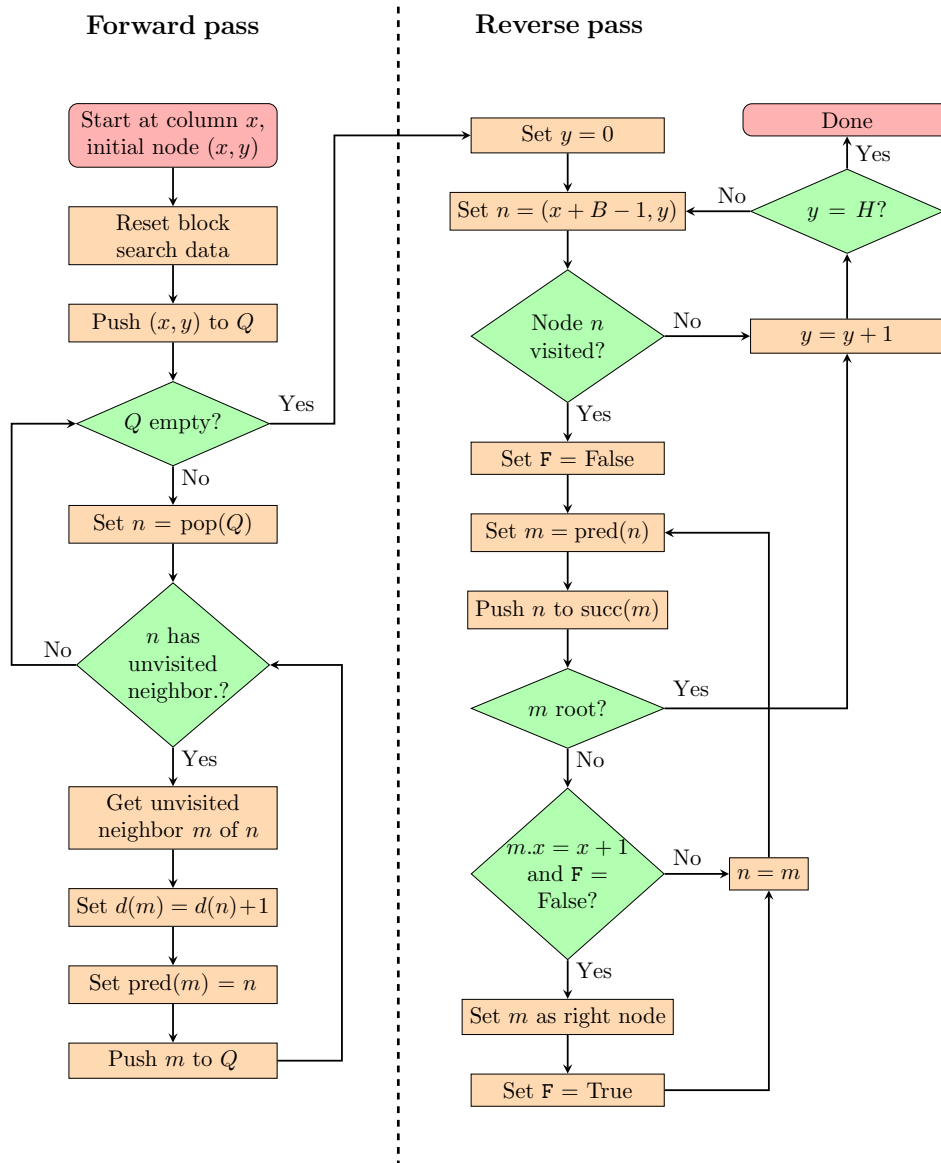 Forward pass
Start at column x,
initial node (x, y)
Reset block
search data
Push (x, y) to Q
Q empty?
Yes
No
Set n = pop(Q)
n has
unvisited
neighbor.?
No
Yes
Get unvisited
neighbor m of n
Set d(m) = d(n)+1
Set pred(m) = n
Push m to Q
Reverse pass
Set y = 0
Done
Yes
Set n = (x + B − 1, y)
No
y = H?
Node n
visited?
No
y = y + 1
Yes
Set F = False
Set m = pred(n)
Push n to succ(m)
m root?
Yes
No
m.x = x + 1
and F =
False?
No
n = m
Yes
Set m as right node
Set F = True